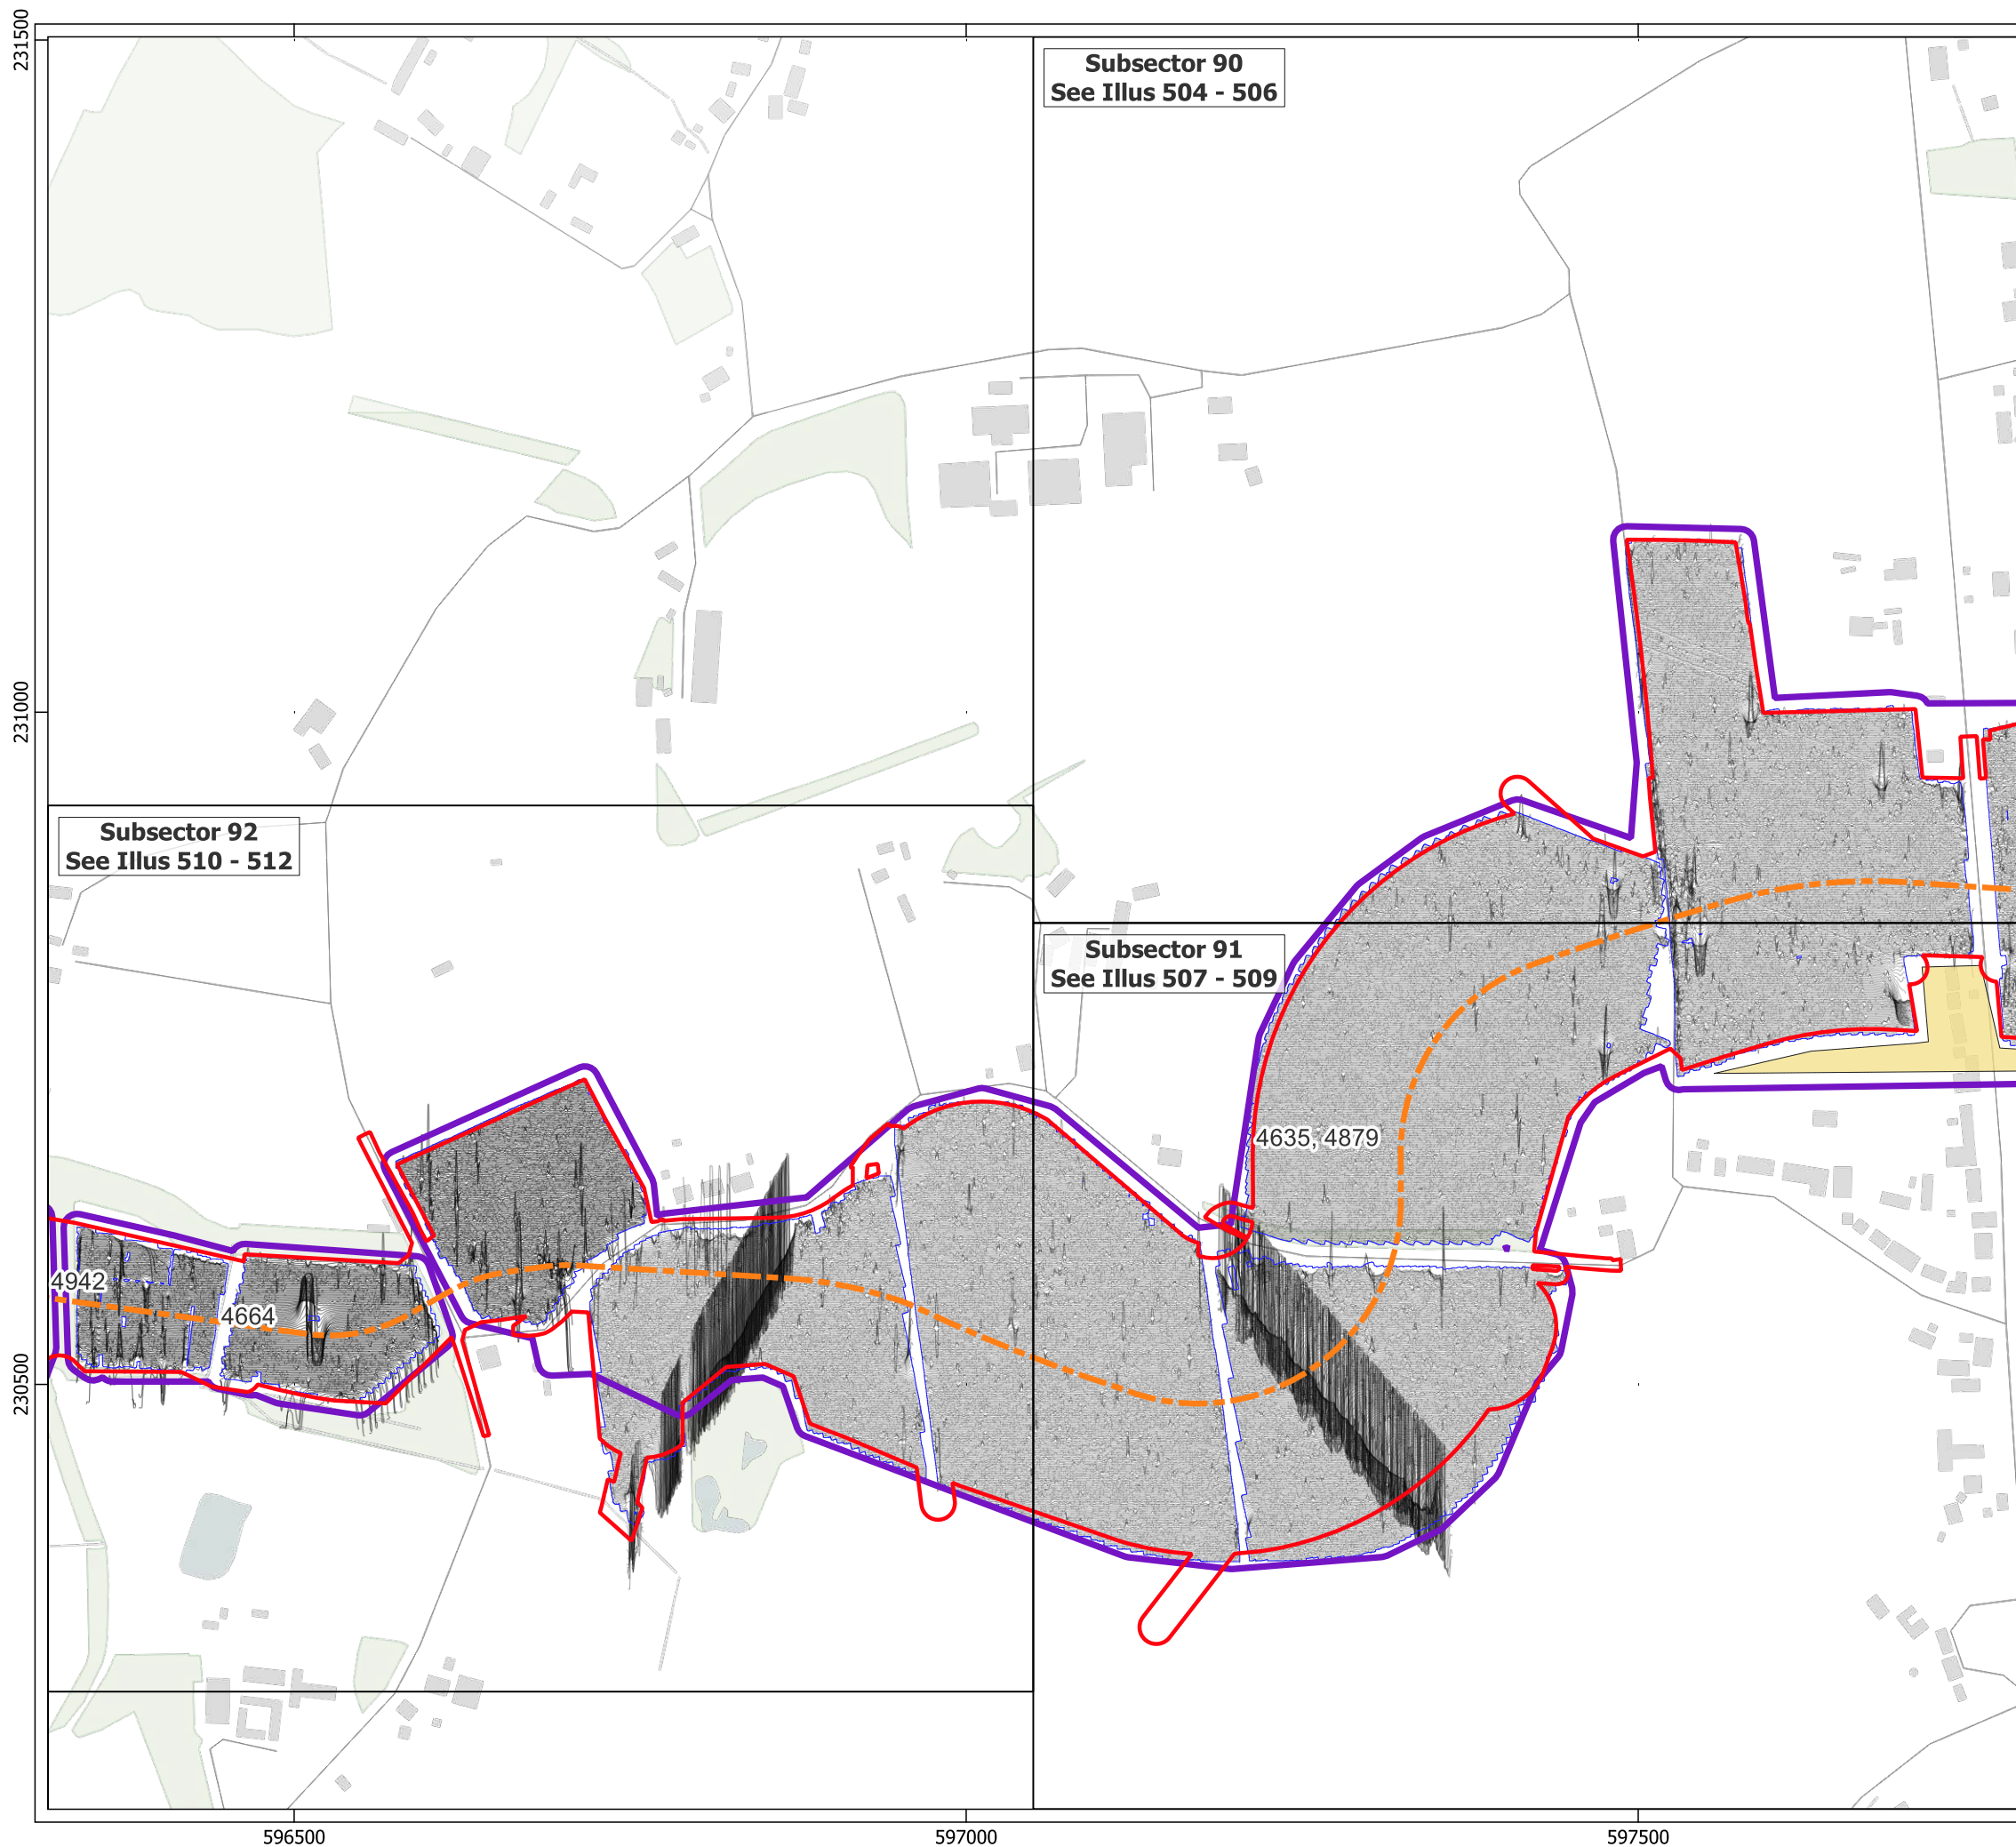 231500
Subsector 90
See Illus 504 - 506
231000
Subsector 92
See Illus 510 - 512
Subsector 91
See Illus 507 - 509
4635, 4879
4942
4664
230500
596500
597000
597500